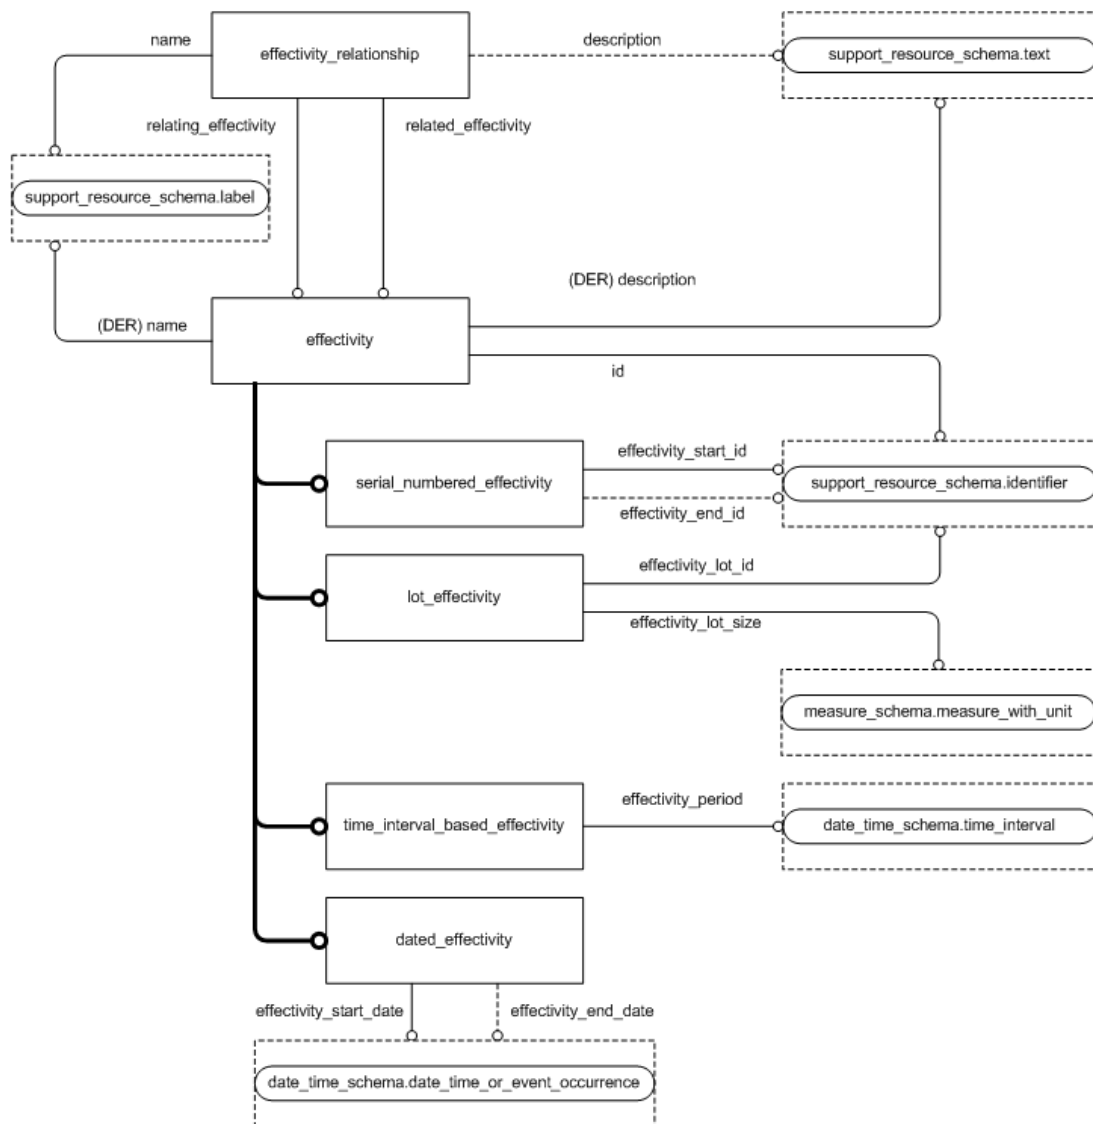 name
effectivity_relationship
description
support_resource_schema.text
relating_effectivity
related_effectivity
support_resource_schema.label
(DER) description
(DER) name
effectivity
id
serial_numbered_effectivity
effectivity_start_id
effectivity_end_id
support_resource_schema.identifier
lot_effectivity
effectivity_lot_id
effectivity_lot_size
measure_schema.measure_with_unit
time_interval_based_effectivity
effectivity_period
date_time_schema.time_interval
dated_effectivity
effectivity_start_date
effectivity_end_date
date_time_schema.date_time_or_event_occurrence